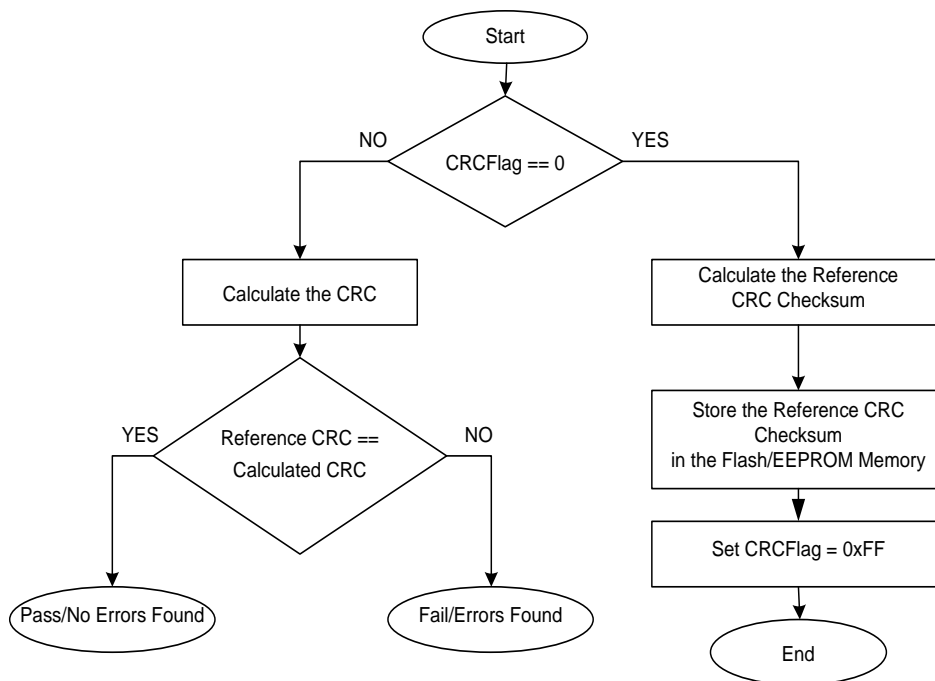 Start
NO
YES
CRCFlag == 0
Calculate the CRC
Calculate the Reference
CRC Checksum
YES
Reference CRC ==
Calculated CRC
NO
Store the Reference CRC
Checksum
in the Flash/EEPROM Memory
Set CRCFlag = 0xFF
Pass/No Errors Found
Fail/Errors Found
End